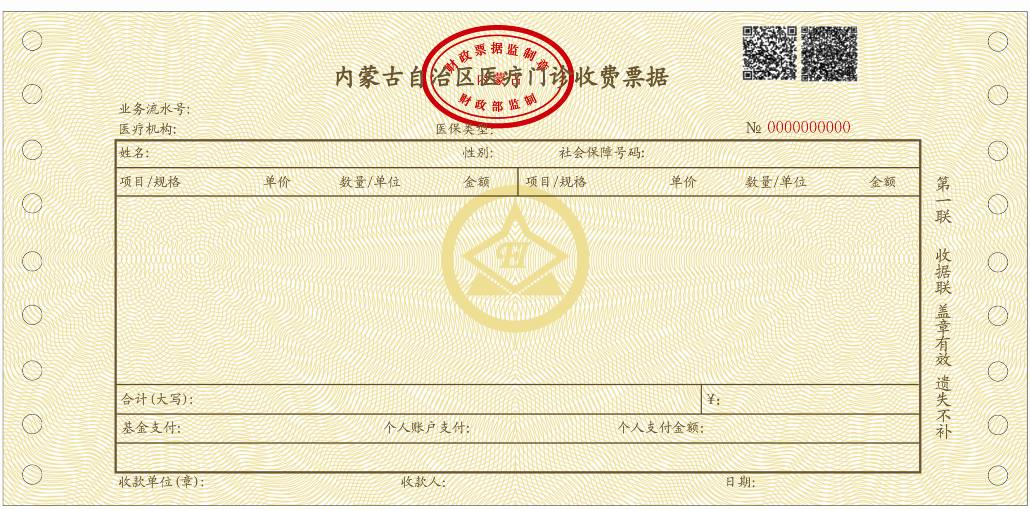 内蒙古自治区医疗门诊收费票据
财政票据监制章
内蒙古
财政部监制
业务流水号:
医疗机构: 医保类型: № 0000000000
姓名: 性别: 社会保障号码:
项目/规格 单价 数量/单位 金额 项目/规格 单价 数量/单位 金额
H
合计(大写): ¥:
基金支付: 个人账户支付: 个人支付金额:
收款单位(章): 收款人: 日期:
第一联 收据联 盖章有效 遗失不补